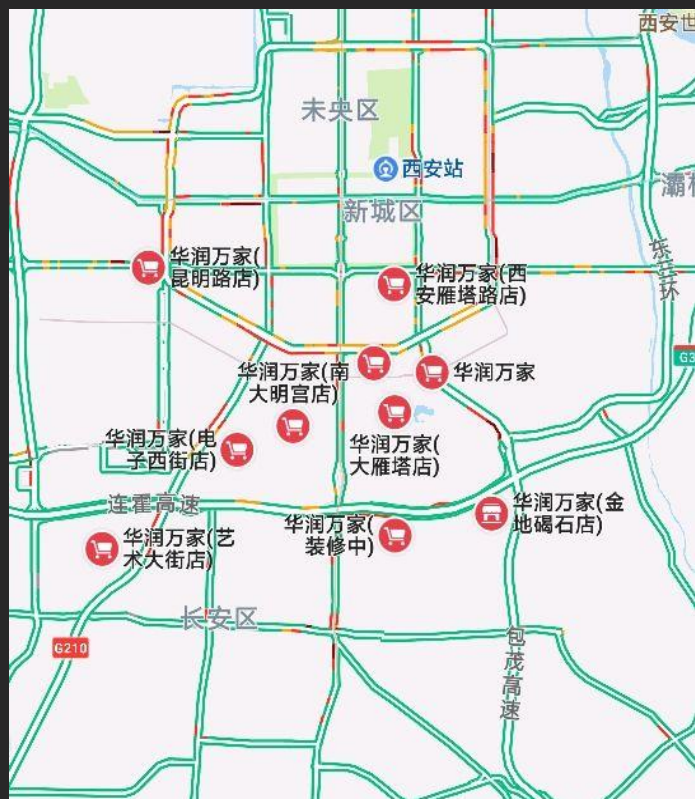 西安世
未央区
西安站
灞桥
新城区
东三环
华润万家(
昆明路店)
华润万家(西
安雁塔路店)
G3
华润万家(南
大明宫店)
华润万家
华润万家(电
子西街店)
华润万家(
大雁塔店)
连霍高速
华润万家(金
地碣石店)
华润万家(
装修中)
华润万家(艺
术大街店)
长安区
G210
包茂高速